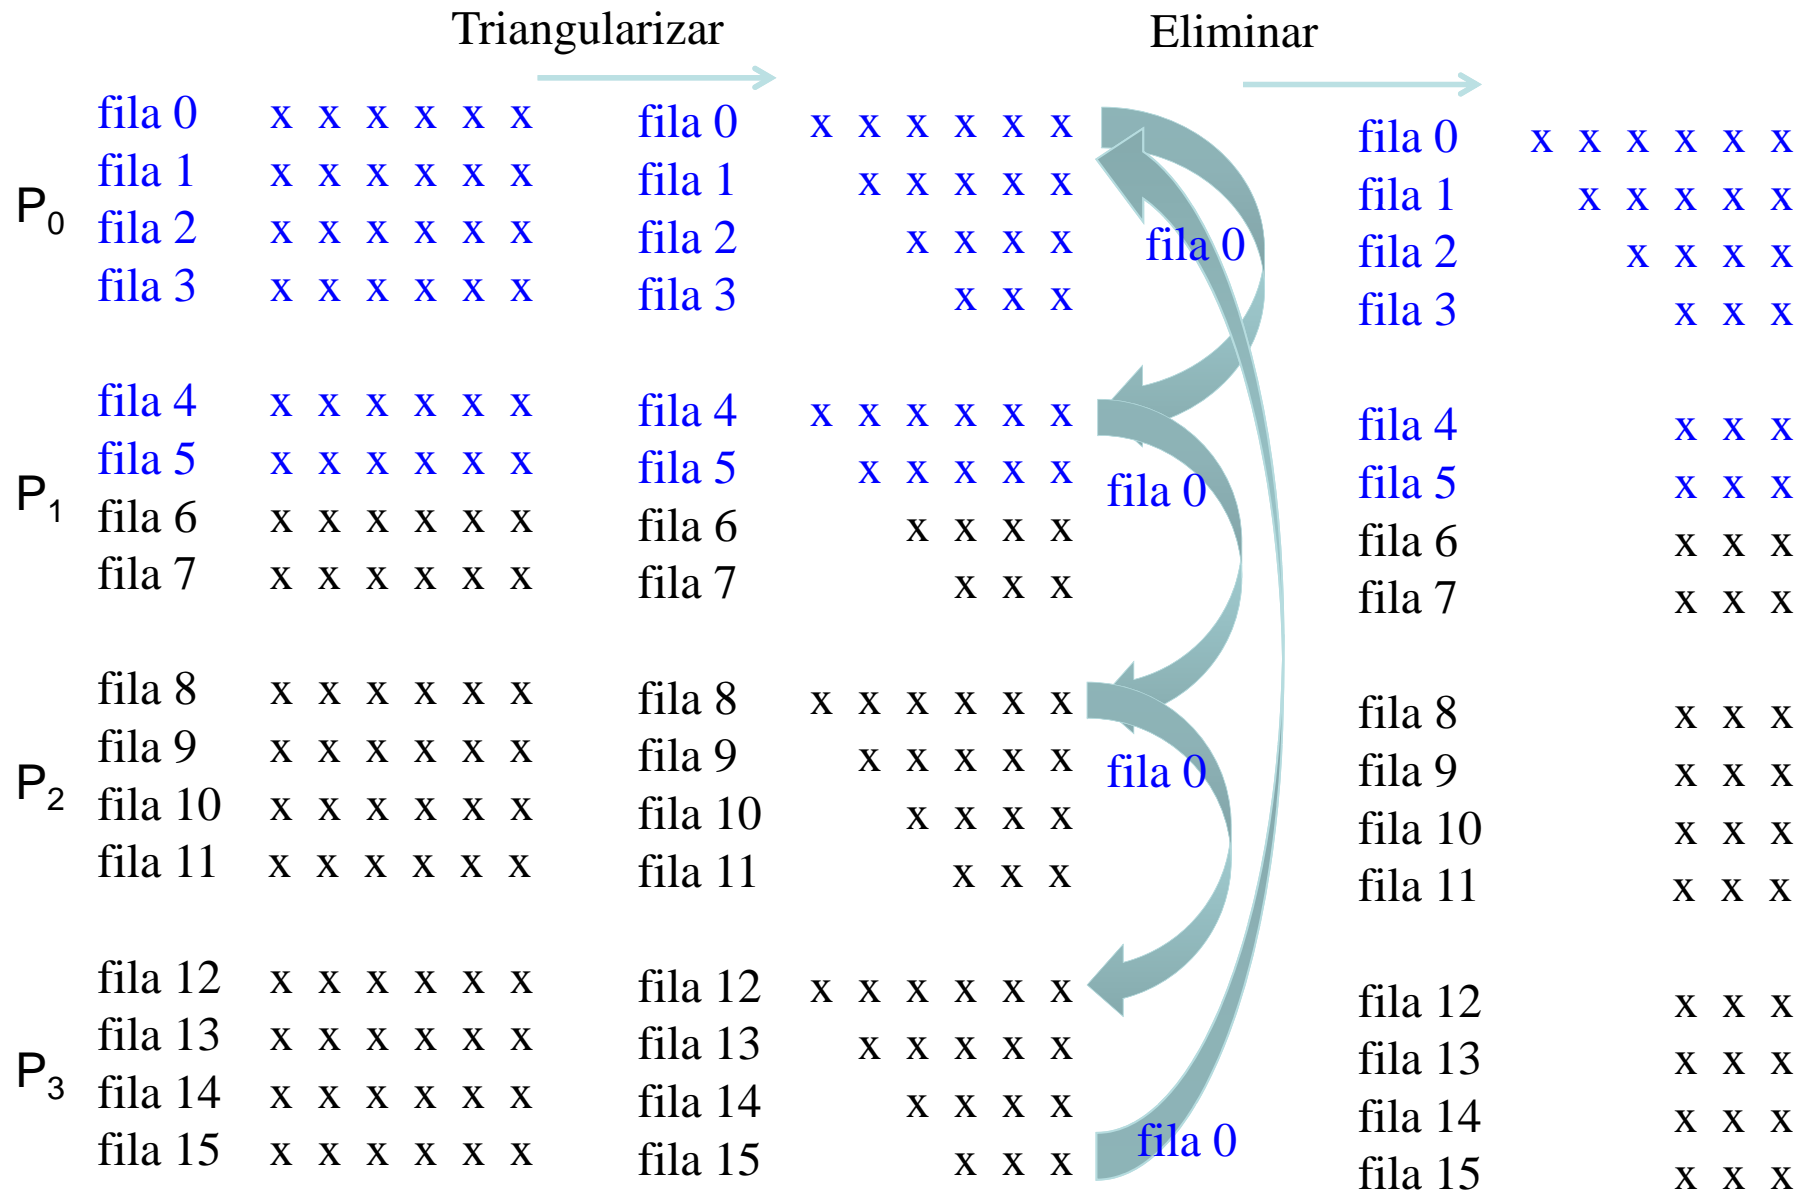 Triangularizar Eliminar
fila 0 x x x x x x fila 0 x x x x x x fila 0 x x x x x x
fila 1 x x x x x x fila 1 x x x x x fila 1 x x x x x
P0 fila 0
fila 2 x x x x x x fila 2 x x x x fila 2 x x x x
fila 3 x x x x x x fila 3 x x x fila 3 x x x
fila 4 x x x x x x fila 4 x x x x x x fila 4 x x x
fila 5 x x x x x x fila 5 x x x x x fila 5 x x x
P1 fila 0
fila 6 x x x x x x fila 6 x x x x fila 6 x x x
fila 7 x x x x x x fila 7 x x x fila 7 x x x
fila 8 x x x x x x fila 8 x x x x x x fila 8 x x x
fila 9 x x x x x x fila 9 x x x x x fila 9 x x x
P2 fila 0
fila 10 x x x x x x fila 10 x x x x fila 10 x x x
fila 11 x x x x x x fila 11 x x x fila 11 x x x
fila 12 x x x x x x fila 12 x x x x x x fila 12 x x x
fila 13 x x x x x x fila 13 x x x x x fila 13 x x x
P3
fila 14 x x x x x x fila 14 x x x x fila 14 x x x
fila 0
fila 15 x x x x x x fila 15 x x x fila 15 x x x